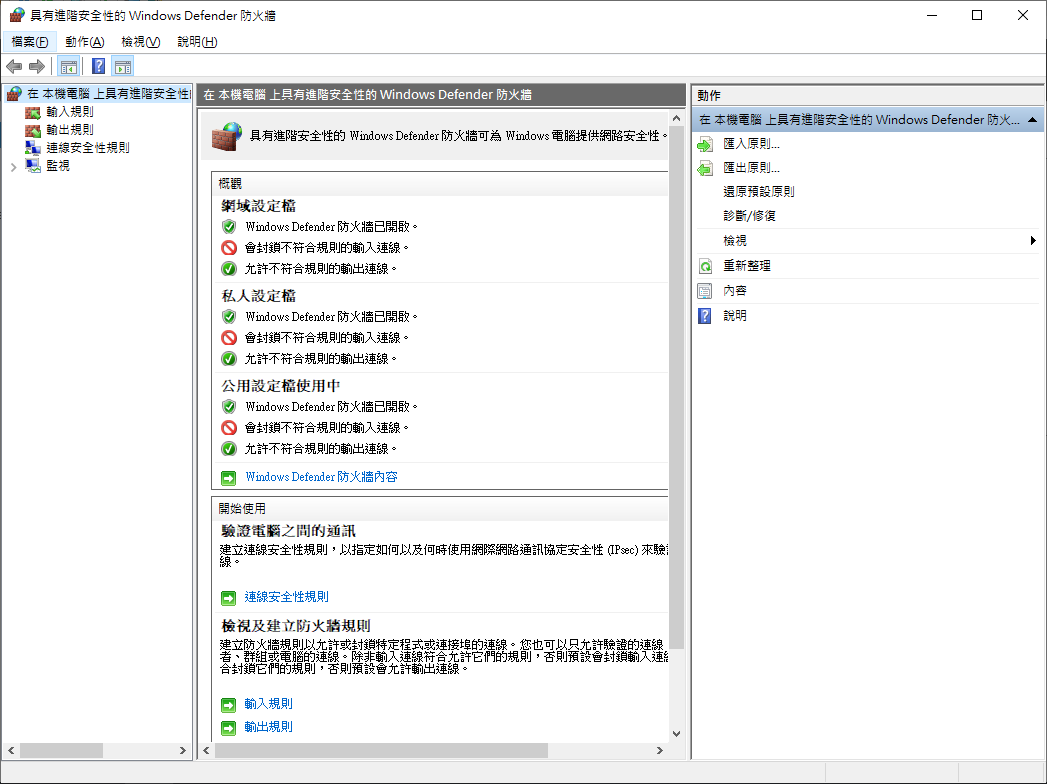 具有進階安全性的 Windows Defender 防火牆
檔案(F) 動作(A) 檢視(V) 說明(H)
在 本機電腦 上具有進階安全性
輸入規則
輸出規則
連線安全性規則
監視
在 本機電腦 上具有進階安全性的 Windows Defender 防火牆
具有進階安全性的 Windows Defender 防火牆可為 Windows 電腦提供網路安全性。
概觀
網域設定檔
Windows Defender 防火牆已開啟。
會封鎖不符合規則的輸入連線。
允許不符合規則的輸出連線。
私人設定檔
Windows Defender 防火牆已開啟。
會封鎖不符合規則的輸入連線。
允許不符合規則的輸出連線。
公用設定檔使用中
Windows Defender 防火牆已開啟。
會封鎖不符合規則的輸入連線。
允許不符合規則的輸出連線。
Windows Defender 防火牆內容
開始使用
驗證電腦之間的通訊
建立連線安全性規則，以指定如何以及何時使用網際網路通訊協定安全性 (IPsec) 來驗
線。
連線安全性規則
檢視及建立防火牆規則
建立防火牆規則以允許或封鎖特定程式或連接埠的連線。您也可以只允許驗證的連線
者、群組或電腦的連線。除非輸入連線符合允許它們的規則，否則預設會封鎖輸入連
合封鎖它們的規則，否則預設會允許輸出連線。
輸入規則
輸出規則
動作
在 本機電腦 上具有進階安全性的 Windows Defender 防火...
匯入原則...
匯出原則...
還原預設原則
診斷/修復
檢視
重新整理
內容
說明